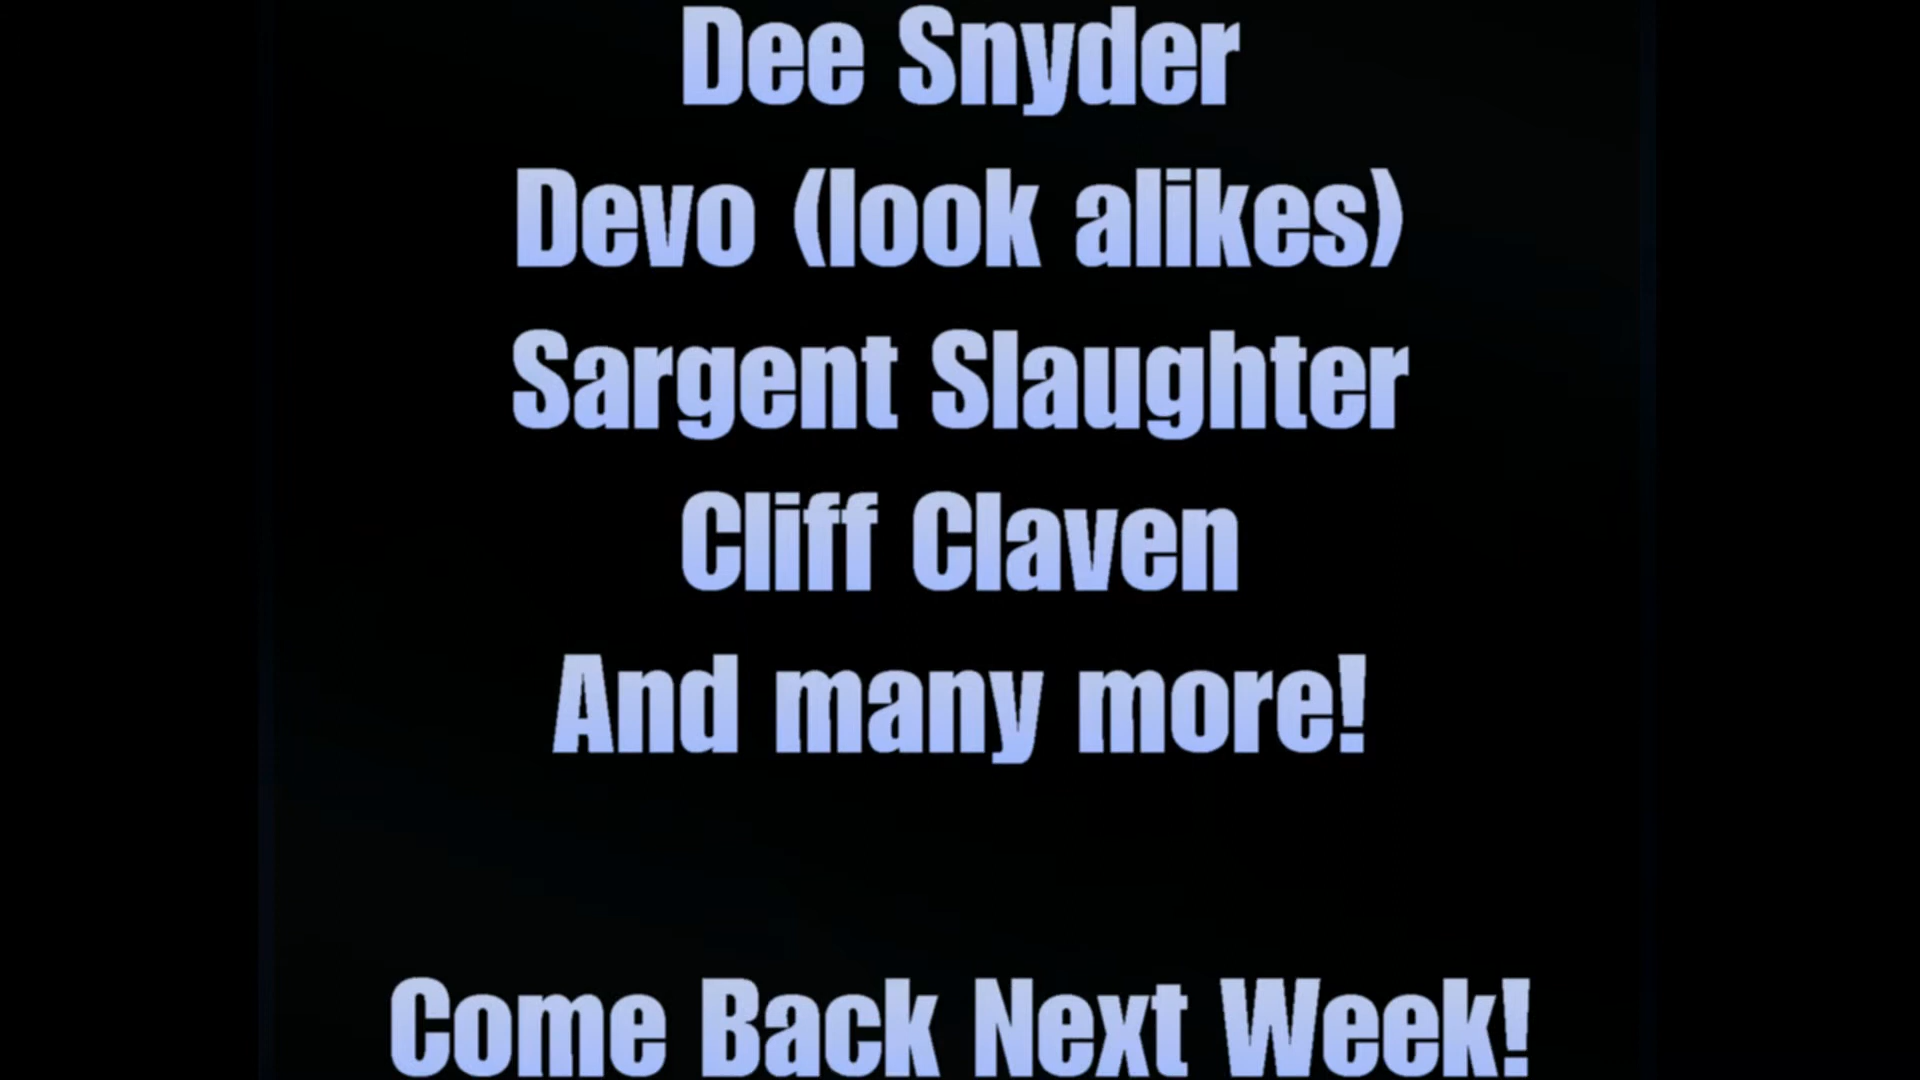 Dee Snyder
Devo (look alikes)
Sargent Slaughter
Cliff Claven
And many more!
Come Back Next Week!